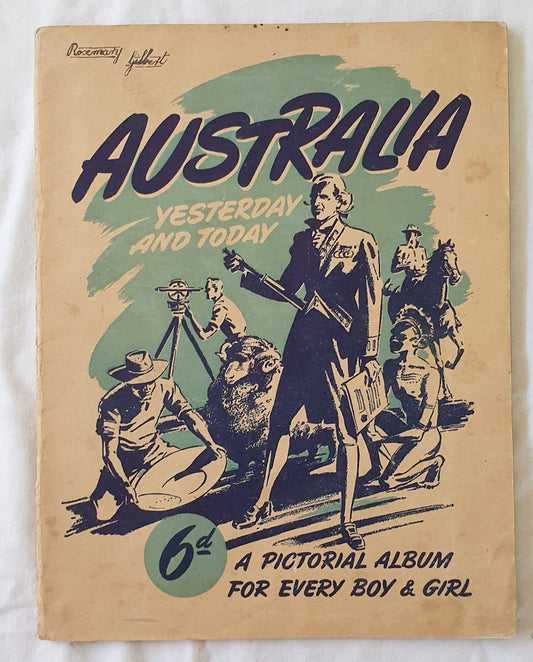 Rosemary Gilbert
AUSTRALIA
YESTERDAY
AND TODAY
6d
A PICTORIAL ALBUM
FOR EVERY BOY & GIRL